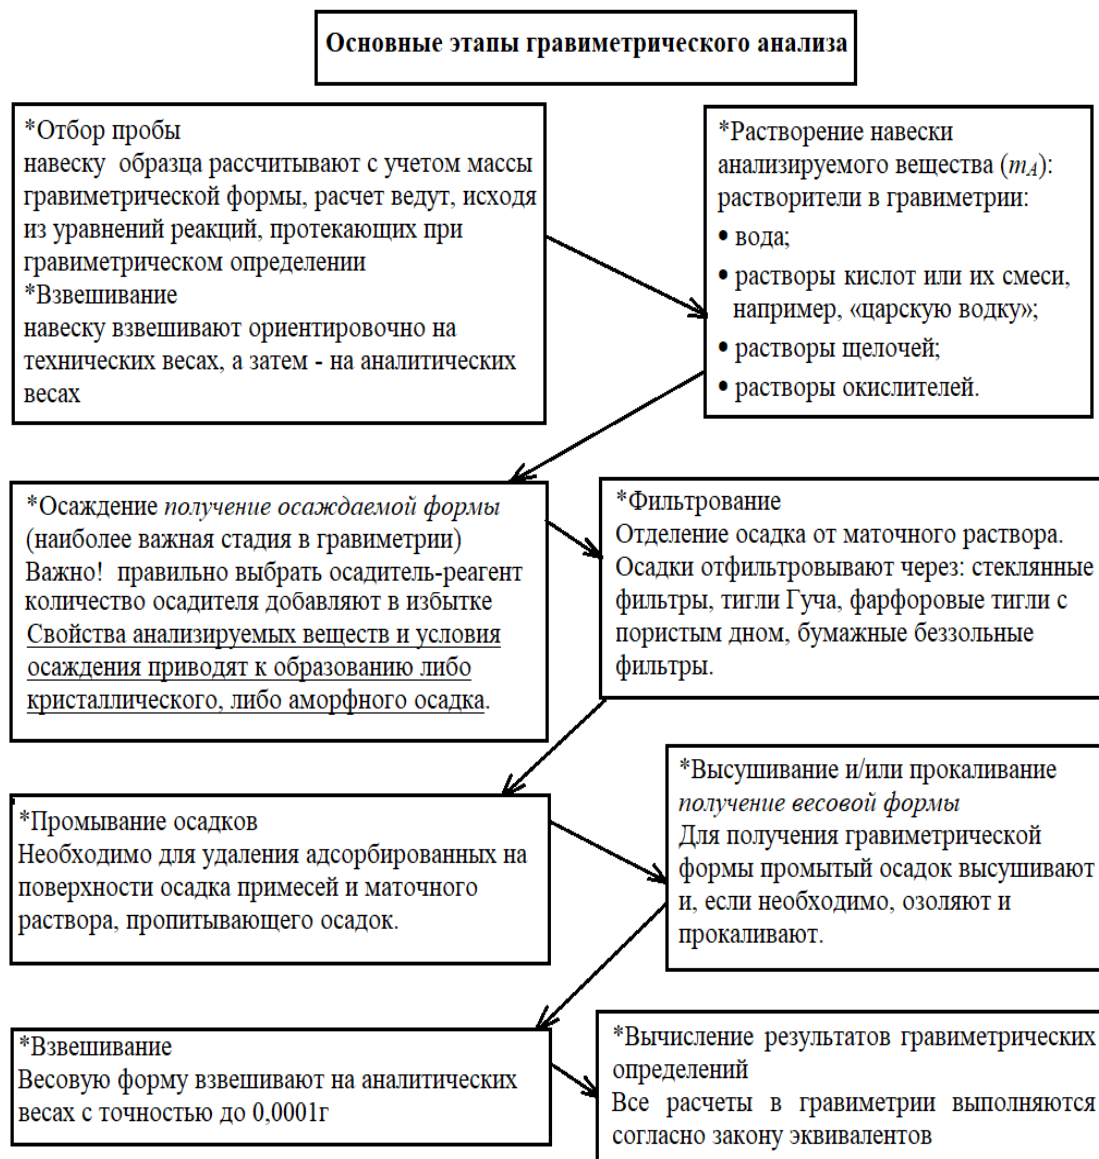 Основные этапы гравиметрического анализа
*Отбор пробы
навеску образца рассчитывают с учетом массы
гравиметрической формы, расчет ведут, исходя
из уравнений реакций, протекающих при
гравиметрическом определении
*Взвешивание
навеску взвешивают ориентировочно на
технических весах, а затем - на аналитических
весах
*Растворение навески
анализируемого вещества (mA):
растворители в гравиметрии:
• вода;
• растворы кислот или их смеси,
например, «царскую водку»;
• растворы щелочей;
• растворы окислителей.
*Осаждение получение осаждаемой формы
(наиболее важная стадия в гравиметрии)
Важно! правильно выбрать осадитель-реагент
количество осадителя добавляют в избытке
Свойства анализируемых веществ и условия
осаждения приводят к образованию либо
кристаллического, либо аморфного осадка.
*Фильтрование
Отделение осадка от маточного раствора.
Осадки отфильтровывают через: стеклянные
фильтры, тигли Гуча, фарфоровые тигли с
пористым дном, бумажные беззольные
фильтры.
*Промывание осадков
Необходимо для удаления адсорбированных на
поверхности осадка примесей и маточного
раствора, пропитывающего осадок.
*Высушивание и/или прокаливание
получение весовой формы
Для получения гравиметрической
формы промытый осадок высушивают
и, если необходимо, озоляют и
прокаливают.
*Взвешивание
Весовую форму взвешивают на аналитических
весах с точностью до 0,0001г
*Вычисление результатов гравиметрических
определений
Все расчеты в гравиметрии выполняются
согласно закону эквивалентов